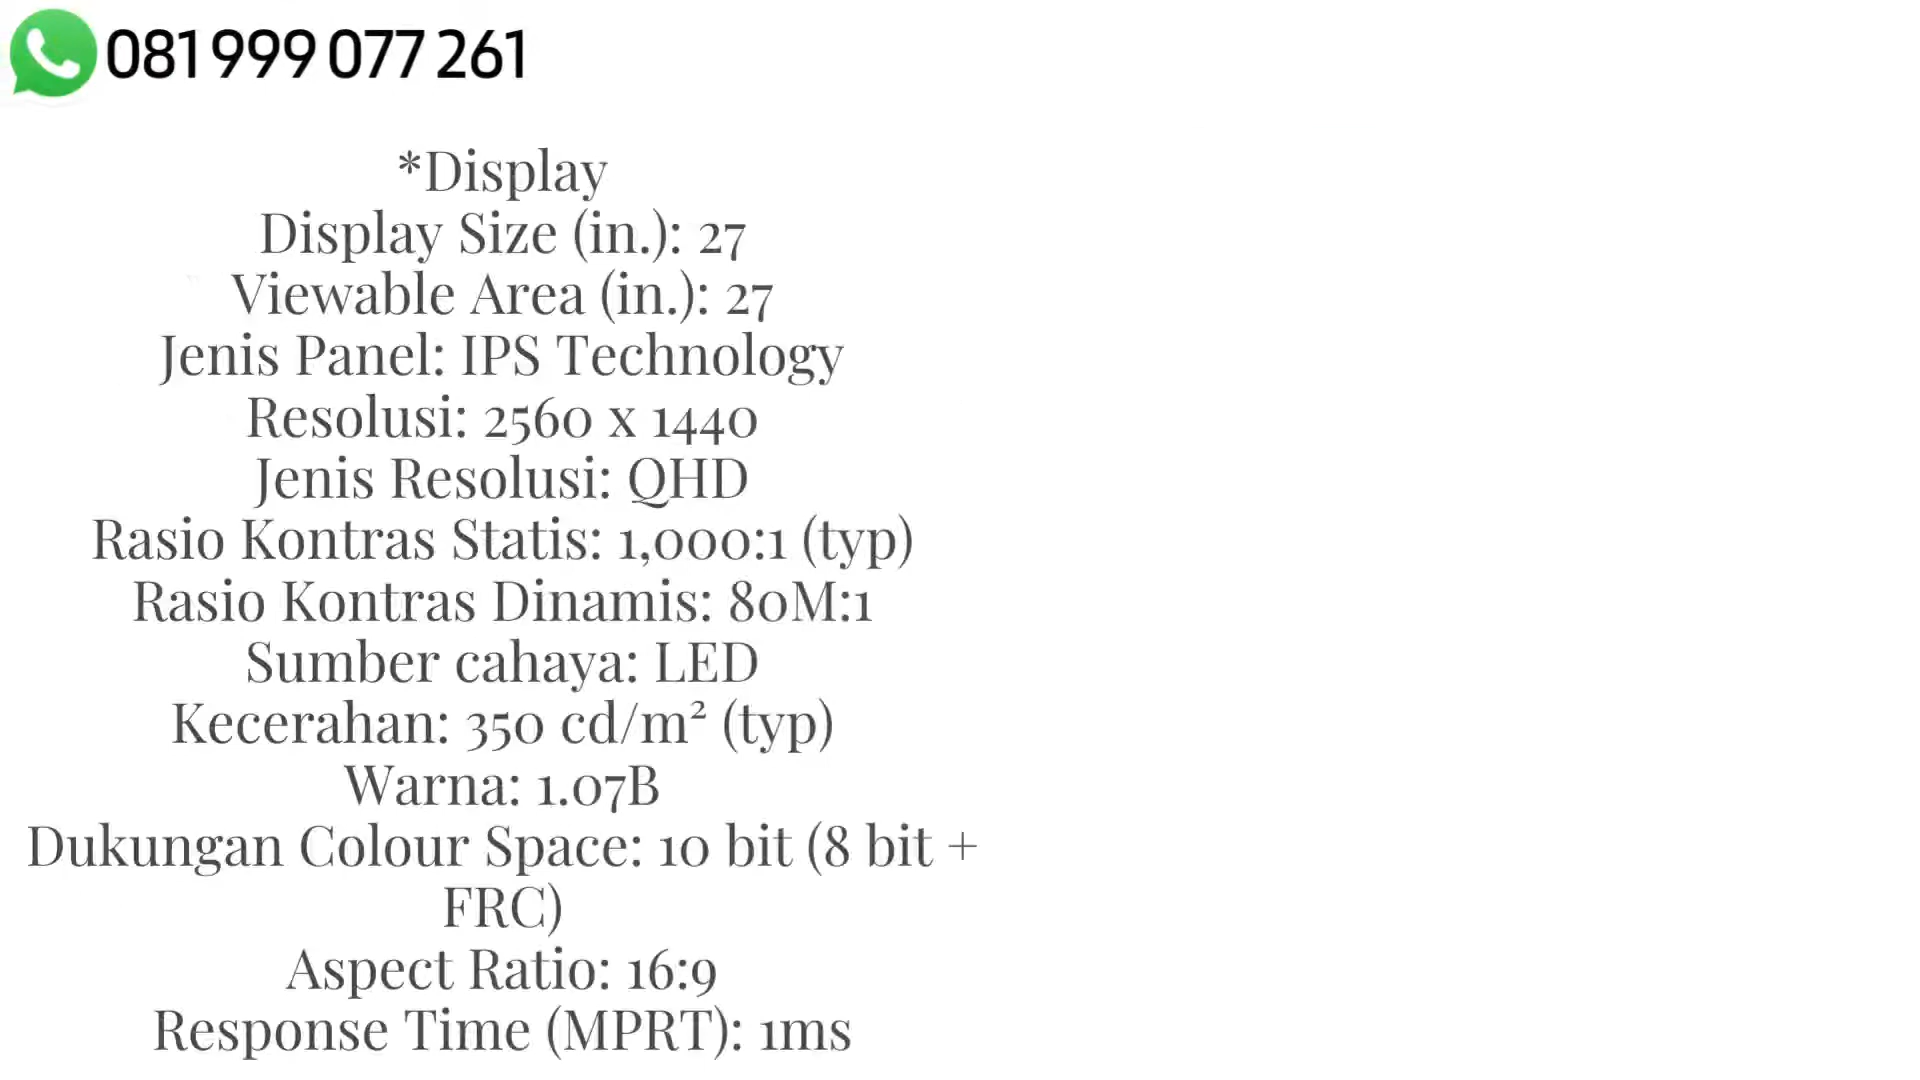 081 999 077 261
*Display
Display Size (in.): 27
Viewable Area (in.): 27
Jenis Panel: IPS Technology
Resolusi: 2560 x 1440
Jenis Resolusi: QHD
Rasio Kontras Statis: 1,000:1 (typ)
Rasio Kontras Dinamis: 80M:1
Sumber cahaya: LED
Kecerahan: 350 cd/m² (typ)
Warna: 1.07B
Dukungan Colour Space: 10 bit (8 bit +
FRC)
Aspect Ratio: 16:9
Response Time (MPRT): 1ms